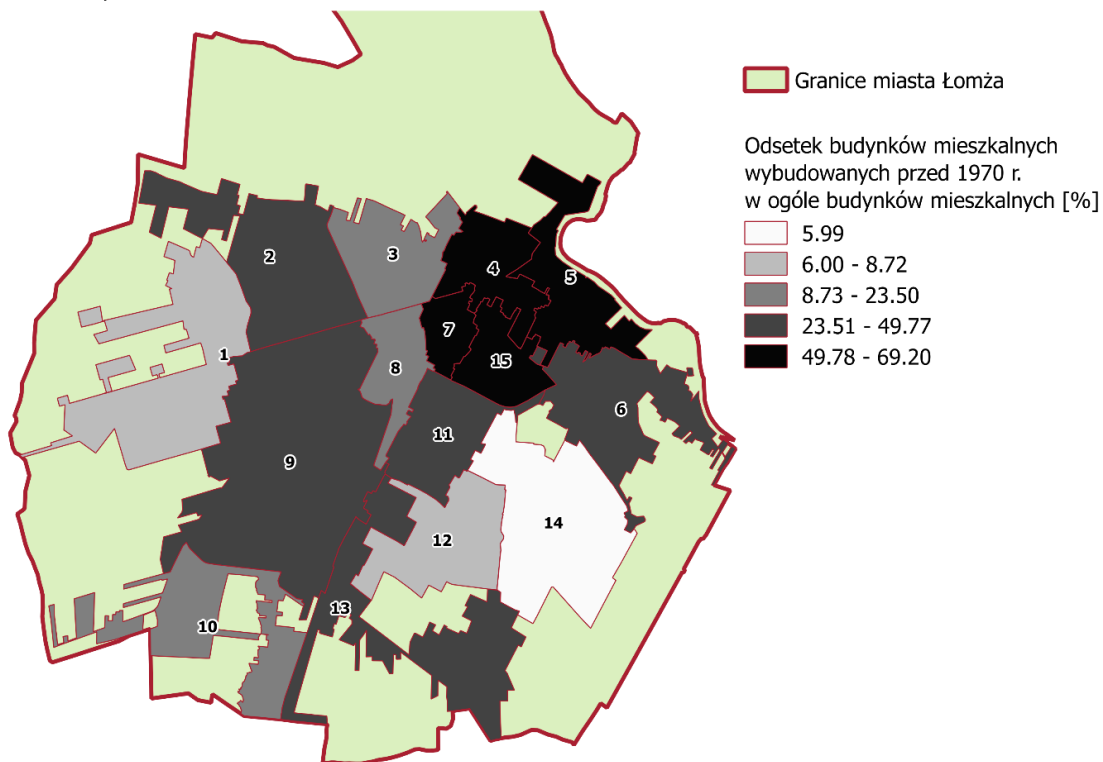 Granice miasta Łomża
Odsetek budynków mieszkalnych
wybudowanych przed 1970 r.
w ogóle budynków mieszkalnych [%]
5.99
6.00 - 8.72
8.73 - 23.50
23.51 - 49.77
49.78 - 69.20
2
3
4
5
1
7
8
15
6
11
9
14
12
13
10